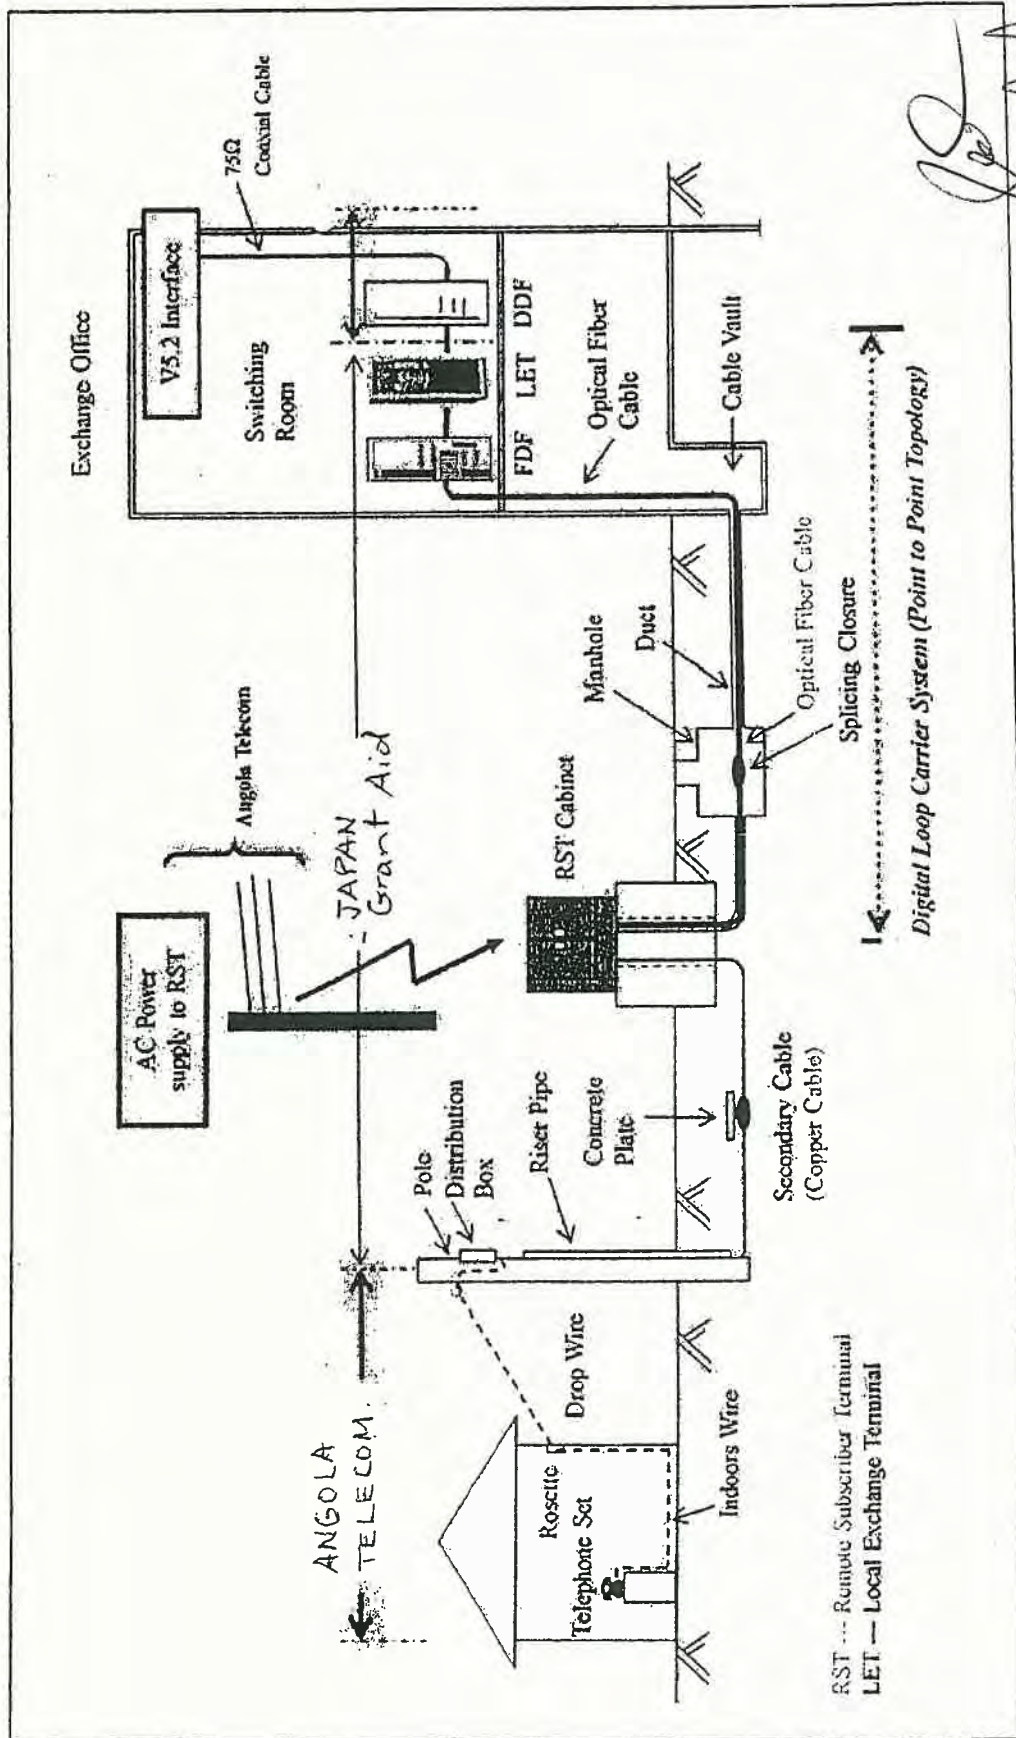 Exchange Office
V5.2 Interface
75Ω
Coaxial Cable
Switching
Room
FDF
LET
DDF
Optical Fiber
Cable
Cable Vault
AC Power
supply to RST
Angola Telecom
JAPAN
Grant Aid
ANGOLA
TELECOM.
RST Cabinet
Manhole
Duct
Optical Fiber Cable
Splicing Closure
Digital Loop Carrier System (Point to Point Topology)
Pole
Distribution
Box
Riser Pipe
Concrete
Plate
Secondary Cable
(Copper Cable)
Drop Wire
Rosette
Telephone Set
Indoors Wire
RST --- Remote Subscriber Terminal
LET — Local Exchange Terminal